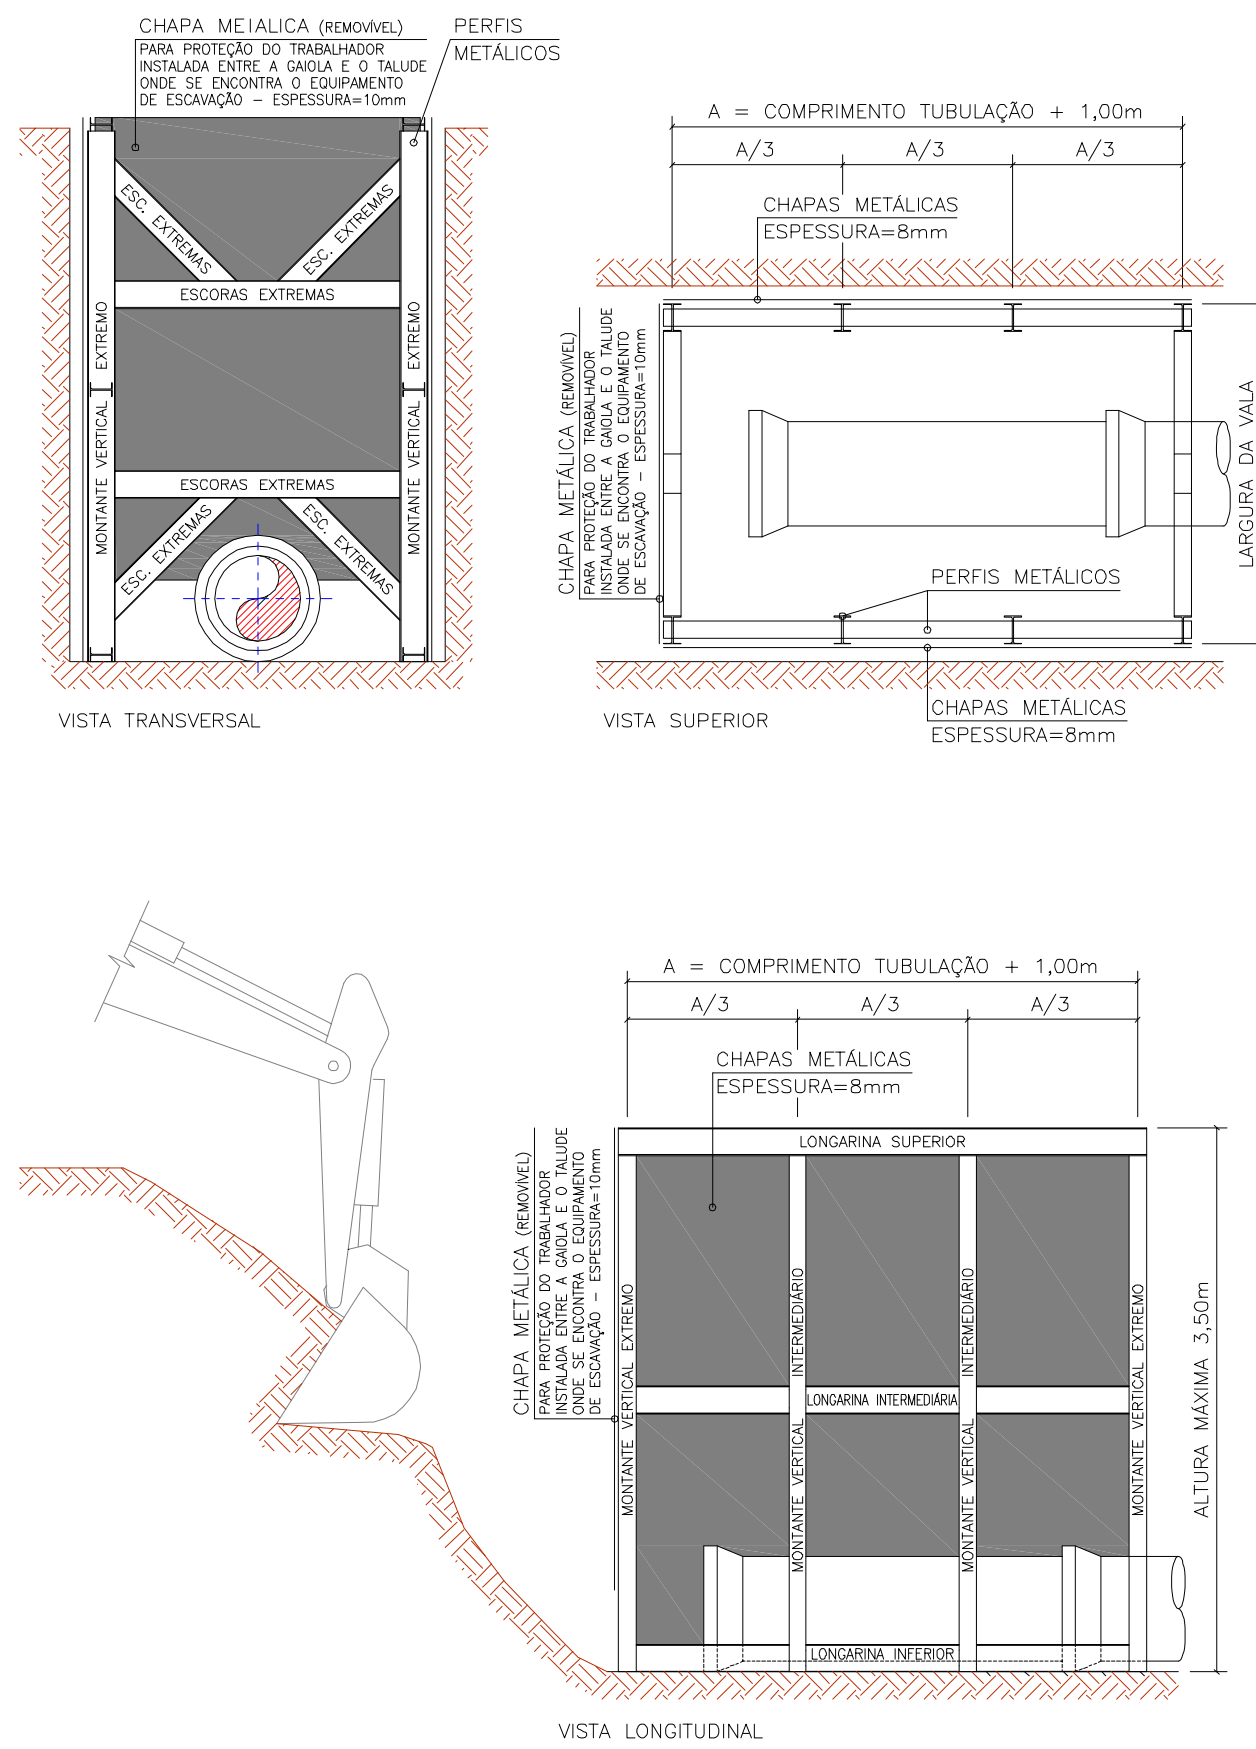 CHAPA MEIALICA (REMOVÍVEL)
PARA PROTEÇÃO DO TRABALHADOR
INSTALADA ENTRE A GAIOLA E O TALUDE
ONDE SE ENCONTRA O EQUIPAMENTO
DE ESCAVAÇÃO – ESPESSURA=10mm
PERFIS
METÁLICOS
ESC. EXTREMAS
ESC. EXTREMAS
ESCORAS EXTREMAS
MONTANTE VERTICAL EXTREMO
MONTANTE VERTICAL EXTREMO
ESCORAS EXTREMAS
ESC. EXTREMAS
ESC. EXTREMAS
VISTA TRANSVERSAL
A = COMPRIMENTO TUBULAÇÃO + 1,00m
A/3
A/3
A/3
CHAPAS METÁLICAS
ESPESSURA=8mm
CHAPA METÁLICA (REMOVÍVEL)
PARA PROTEÇÃO DO TRABALHADOR
INSTALADA ENTRE A GAIOLA E O TALUDE
ONDE SE ENCONTRA O EQUIPAMENTO
DE ESCAVAÇÃO – ESPESSURA=10mm
LARGURA DA VALA
PERFIS METÁLICOS
CHAPAS METÁLICAS
ESPESSURA=8mm
VISTA SUPERIOR
A = COMPRIMENTO TUBULAÇÃO + 1,00m
A/3
A/3
A/3
CHAPAS METÁLICAS
ESPESSURA=8mm
CHAPA METÁLICA (REMOVÍVEL)
PARA PROTEÇÃO DO TRABALHADOR
INSTALADA ENTRE A GAIOLA E O TALUDE
ONDE SE ENCONTRA O EQUIPAMENTO
DE ESCAVAÇÃO – ESPESSURA=10mm
LONGARINA SUPERIOR
MONTANTE VERTICAL EXTREMO
MONTANTE VERTICAL INTERMEDIÁRIO
MONTANTE VERTICAL INTERMEDIÁRIO
MONTANTE VERTICAL EXTREMO
LONGARINA INTERMEDIÁRIA
LONGARINA INFERIOR
ALTURA MÁXIMA 3,50m
VISTA LONGITUDINAL